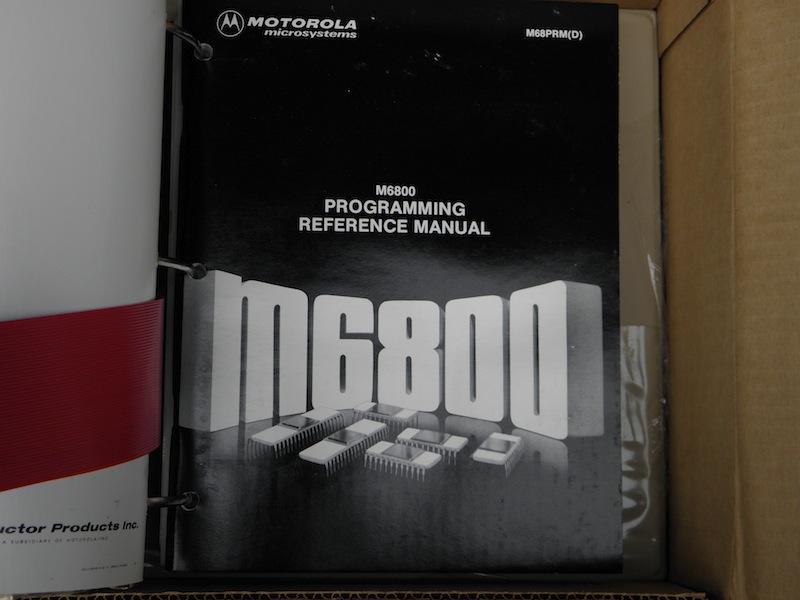 MOTOROLA
microsystems
M68PRM(D)
M6800
PROGRAMMING
REFERENCE MANUAL
M6800
uctor Products Inc.
A SUBSIDIARY OF MOTOROLA INC